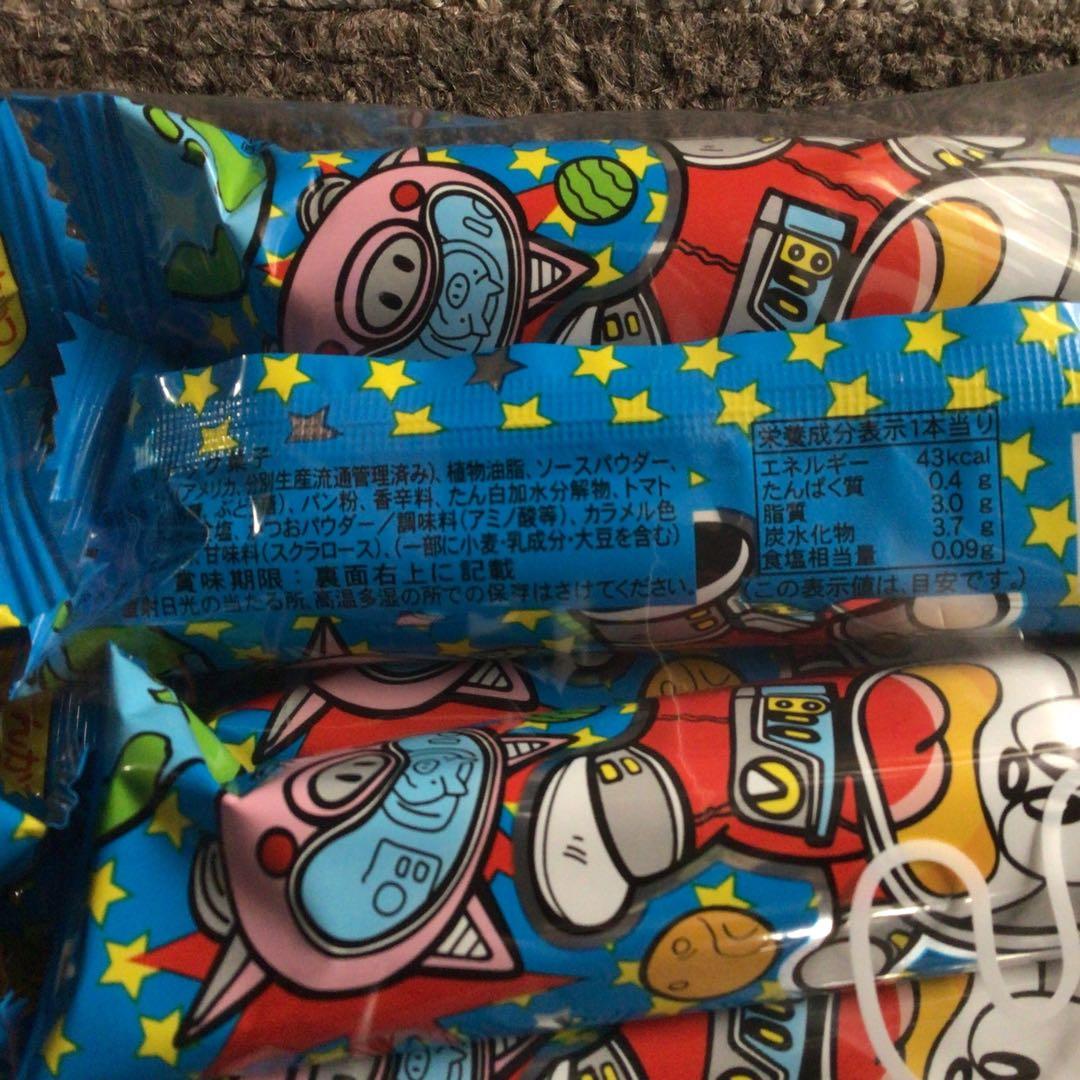 ック菓子
(アメリカ、分別生産流通管理済み)、植物油脂、ソースパウダー、
ぶどう糖)、パン粉、香辛料、たん白加水分解物、トマト
塩、かつおパウダー/調味料(アミノ酸等)、カラメル色
甘味料(スクラロース)、(一部に小麦・乳成分・大豆を含む)
賞味期限:裏面右上に記載
直射日光の当たる所、高温多湿の所での保存はさけてください。
栄養成分表示1本当り
エネルギー 43kcal
たんぱく質 0.4 g
脂質 3.0 g
炭水化物 3.7 g
食塩相当量 0.09g
(この表示値は、目安です。)